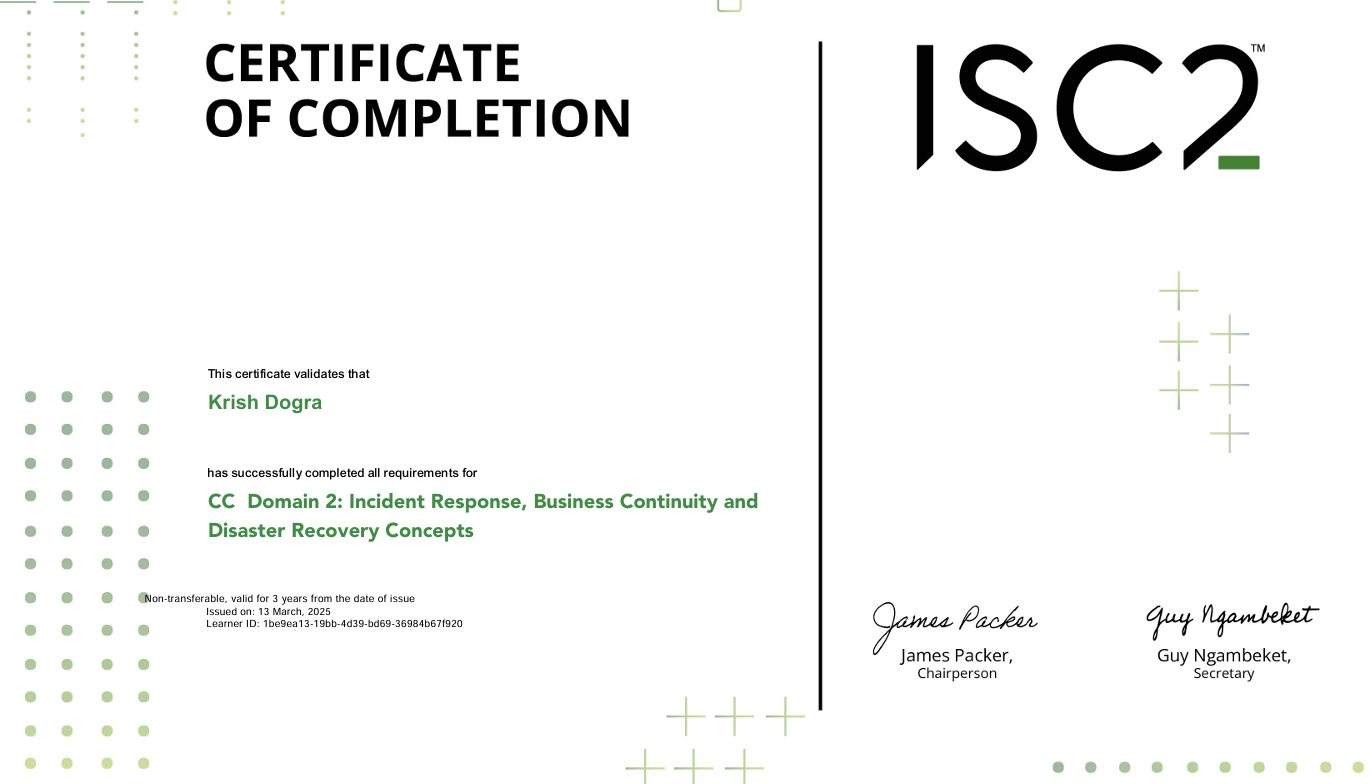 CERTIFICATE
OF COMPLETION
ISC2™
This certificate validates that
Krish Dogra
has successfully completed all requirements for
CC  Domain 2: Incident Response, Business Continuity and
Disaster Recovery Concepts
Non-transferable, valid for 3 years from the date of issue
Issued on: 13 March, 2025
Learner ID: 1be9ea13-19bb-4d39-bd69-36984b67f920
James Packer
James Packer,
Chairperson
Guy Ngambeket
Guy Ngambeket,
Secretary